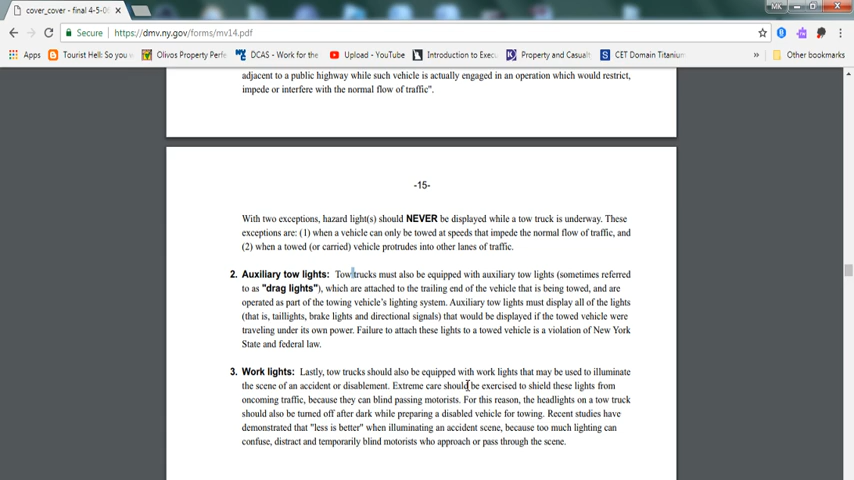 cover_cover - final 4-5-06
MK
Secure | https://dmv.ny.gov/forms/mv14.pdf
Apps Tourist Hell: So you Olivos Property Perfe DCAS - Work for the Upload - YouTube Introduction to Exec Property and Casualty CET Domain Titanium Other bookmarks
adjacent to a public highway while such vehicle is actually engaged in an operation which would restrict,
impede or interfere with the normal flow of traffic".
-15-
With two exceptions, hazard light(s) should NEVER be displayed while a tow truck is underway. These
exceptions are: (1) when a vehicle can only be towed at speeds that impede the normal flow of traffic, and
(2) when a towed (or carried) vehicle protrudes into other lanes of traffic.
2. Auxiliary tow lights: Tow trucks must also be equipped with auxiliary tow lights (sometimes referred
to as "drag lights"), which are attached to the trailing end of the vehicle that is being towed, and are
operated as part of the towing vehicle's lighting system. Auxiliary tow lights must display all of the lights
(that is, taillights, brake lights and directional signals) that would be displayed if the towed vehicle were
traveling under its own power. Failure to attach these lights to a towed vehicle is a violation of New York
State and federal law.
3. Work lights: Lastly, tow trucks should also be equipped with work lights that may be used to illuminate
the scene of an accident or disablement. Extreme care should be exercised to shield these lights from
oncoming traffic, because they can blind passing motorists. For this reason, the headlights on a tow truck
should also be turned off after dark while preparing a disabled vehicle for towing. Recent studies have
demonstrated that "less is better" when illuminating an accident scene, because too much lighting can
confuse, distract and temporarily blind motorists who approach or pass through the scene.